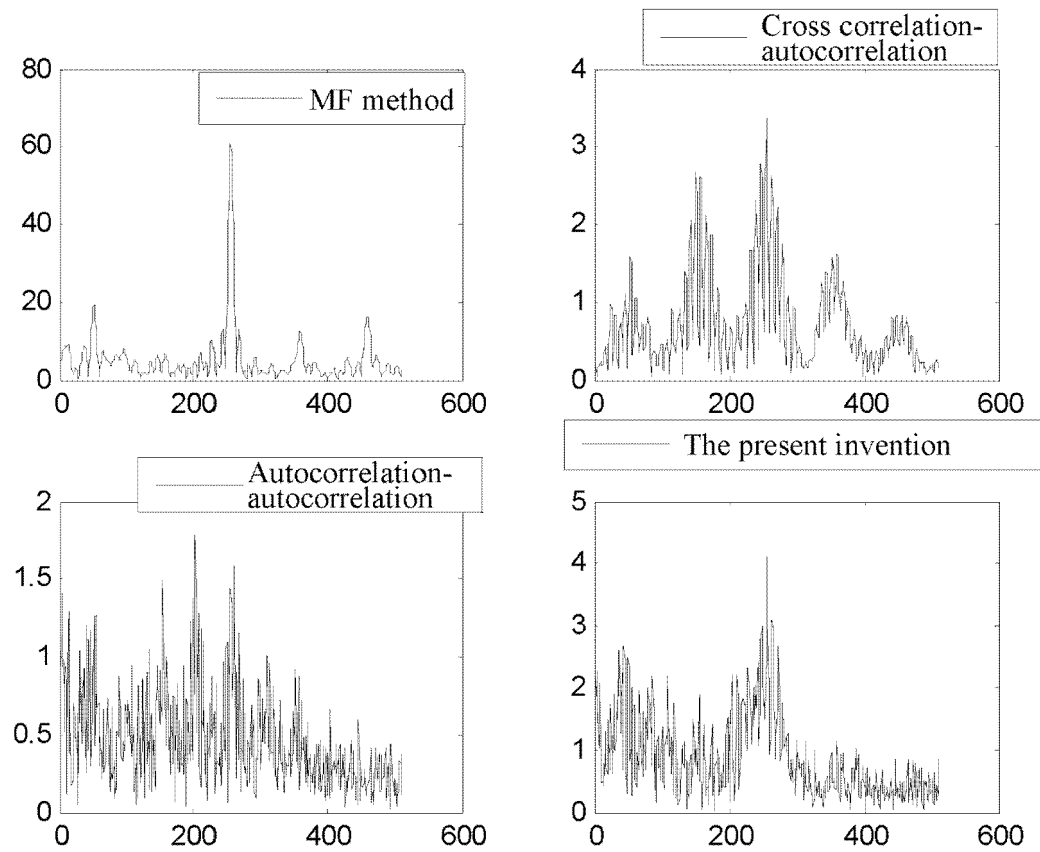 MF method
80
60
40
20
0
0 200 400 600
Cross correlation-
autocorrelation
4
3
2
1
0
0 200 400 600
Autocorrelation-
autocorrelation
2
1.5
1
0.5
0
0 200 400 600
The present invention
5
4
3
2
1
0
0 200 400 600